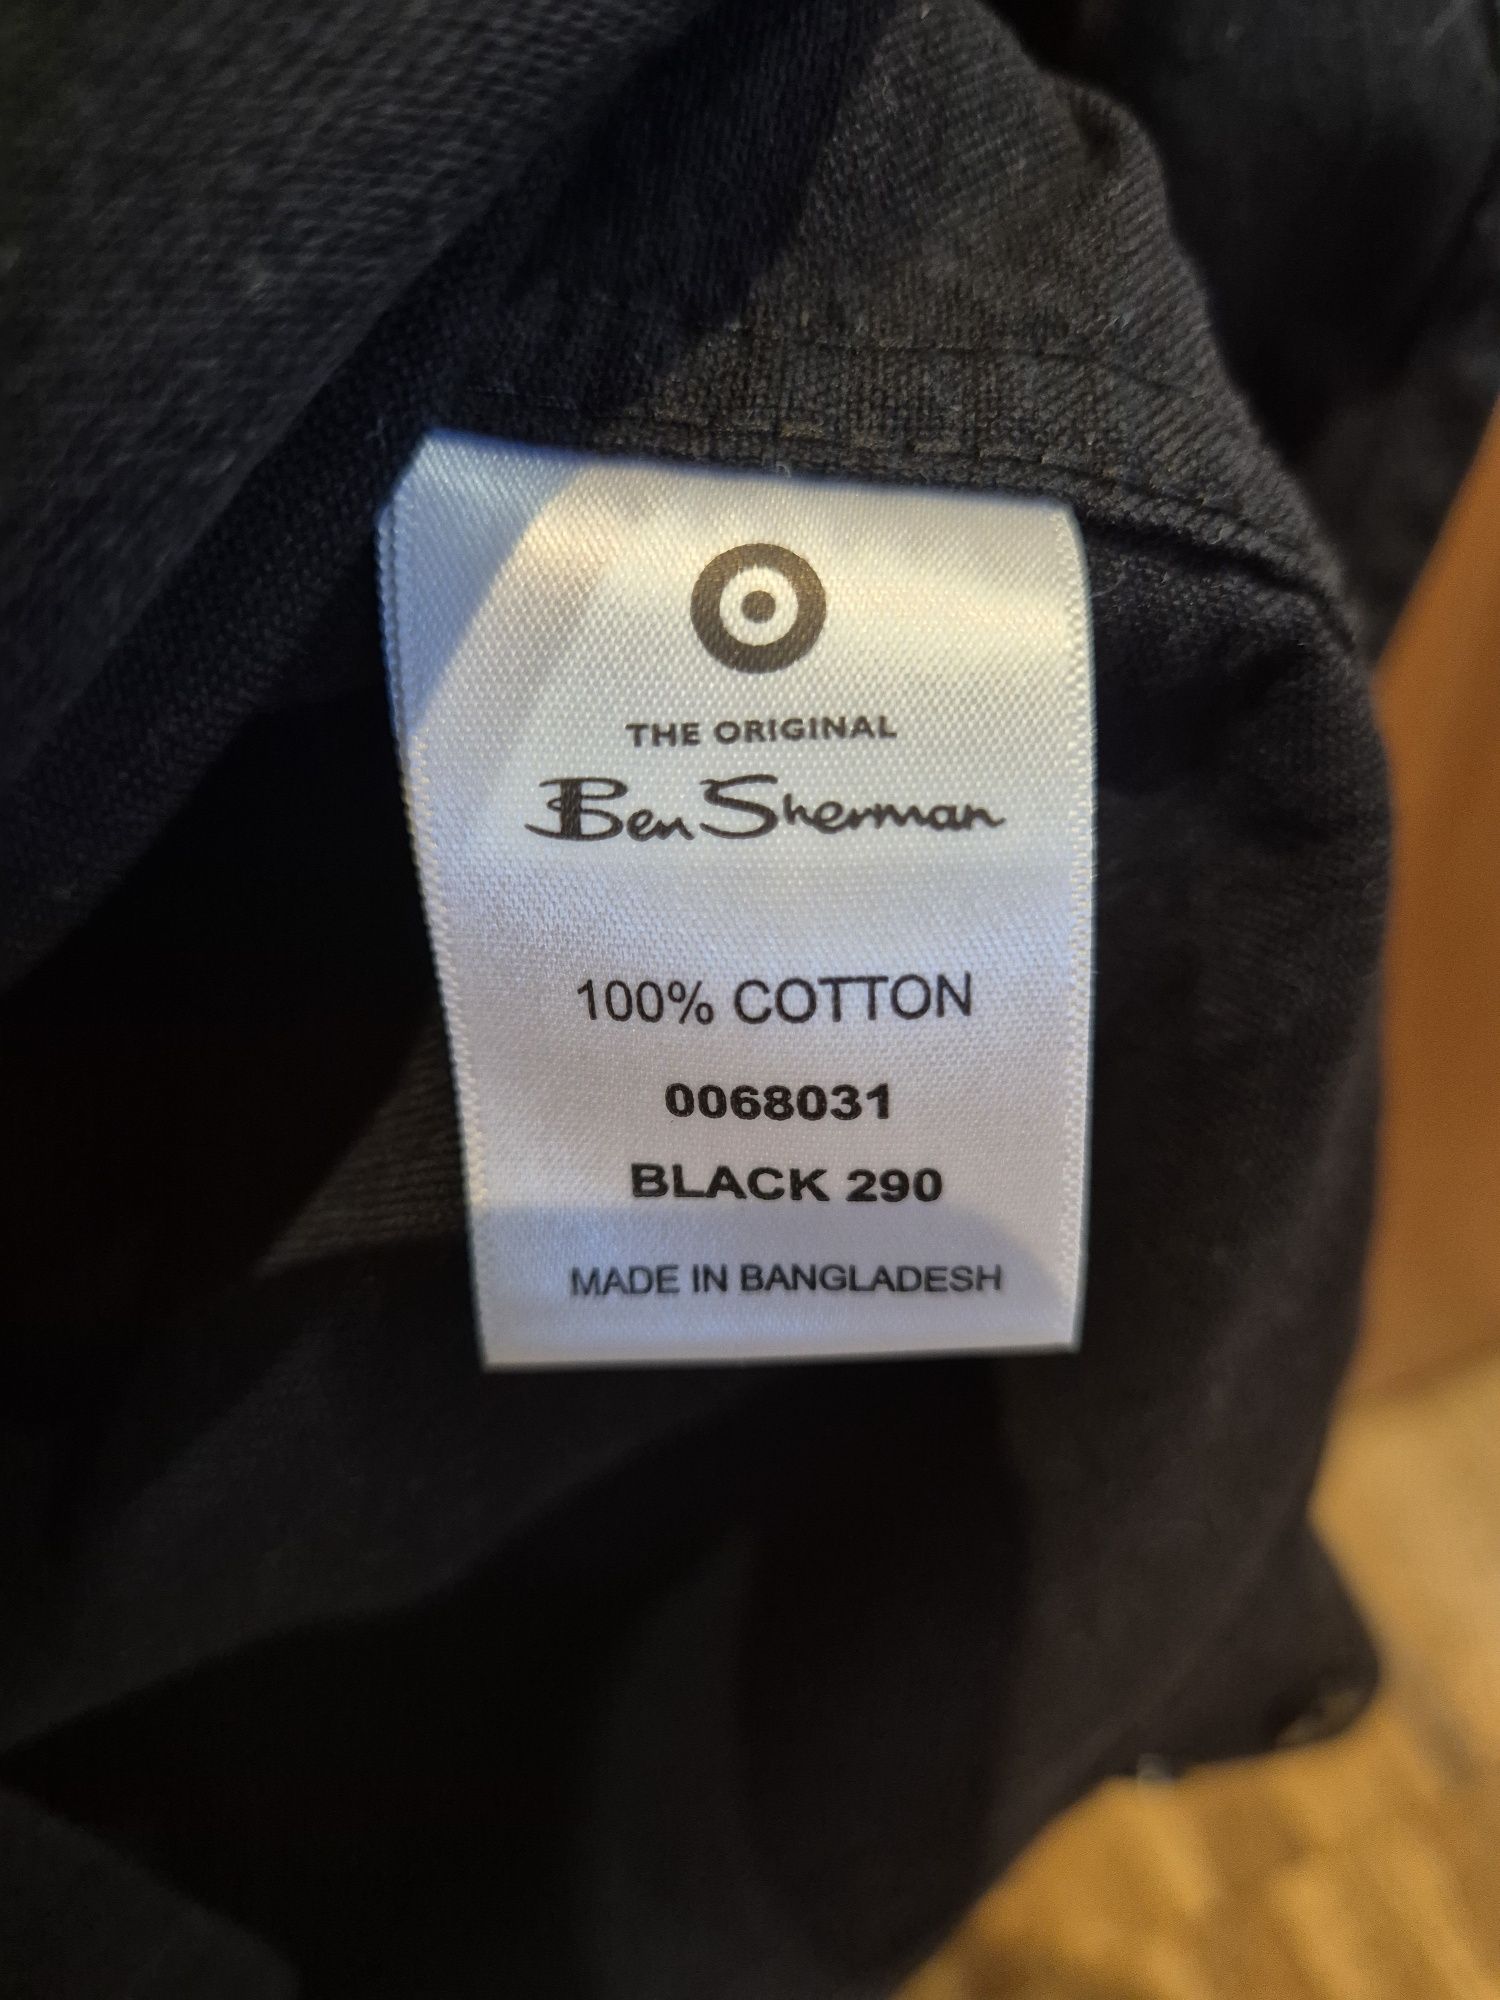 THE ORIGINAL
Ben Sherman
100% COTTON
0068031
BLACK 290
MADE IN BANGLADESH